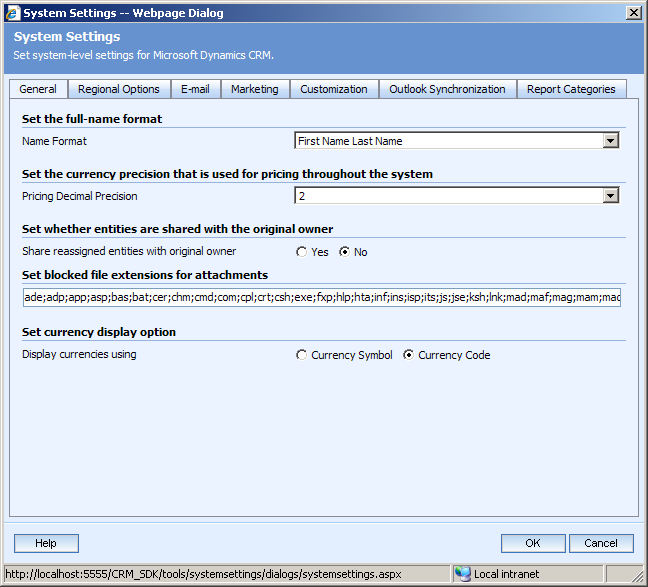 System Settings -- Webpage Dialog
System Settings
Set system-level settings for Microsoft Dynamics CRM.
General Regional Options E-mail Marketing Customization Outlook Synchronization Report Categories
Set the full-name format
Name Format First Name Last Name
Set the currency precision that is used for pricing throughout the system
Pricing Decimal Precision 2
Set whether entities are shared with the original owner
Share reassigned entities with original owner Yes No
Set blocked file extensions for attachments
ade;adp;app;asp;bas;bat;cer;chm;cmd;com;cpl;crt;csh;exe;fxp;hlp;hta;inf;ins;isp;its;js;jse;ksh;lnk;mad;maf;mag;mam;maq
Set currency display option
Display currencies using Currency Symbol Currency Code
Help OK Cancel
http://localhost:5555/CRM_SDK/tools/systemsettings/dialogs/systemsettings.aspx Local intranet